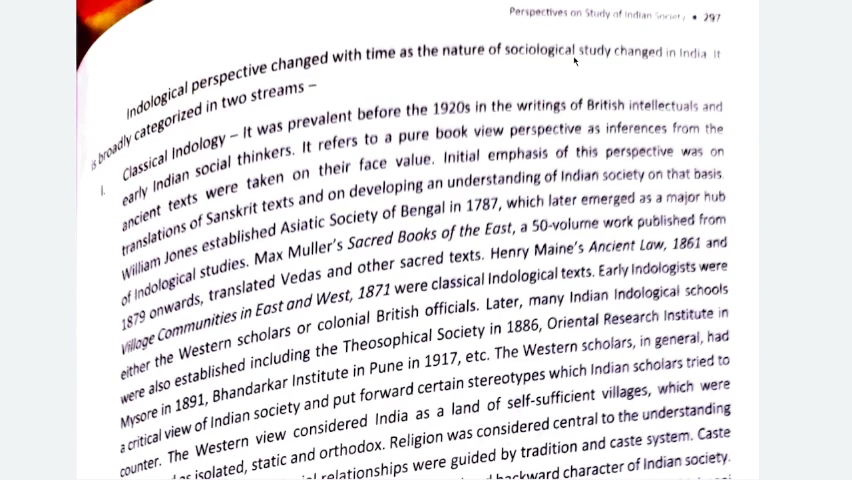 Perspectives on Study of Indian Society • 297
Indological perspective changed with time as the nature of sociological study changed in India. It
is broadly categorized in two streams –
I. Classical Indology – It was prevalent before the 1920s in the writings of British intellectuals and
early Indian social thinkers. It refers to a pure book view perspective as inferences from the
ancient texts were taken on their face value. Initial emphasis of this perspective was on
translations of Sanskrit texts and on developing an understanding of Indian society on that basis.
William Jones established Asiatic Society of Bengal in 1787, which later emerged as a major hub
of Indological studies. Max Muller's Sacred Books of the East, a 50-volume work published from
1879 onwards, translated Vedas and other sacred texts. Henry Maine's Ancient Law, 1861 and
Village Communities in East and West, 1871 were classical Indological texts. Early Indologists were
either the Western scholars or colonial British officials. Later, many Indian Indological schools
were also established including the Theosophical Society in 1886, Oriental Research Institute in
Mysore in 1891, Bhandarkar Institute in Pune in 1917, etc. The Western scholars, in general, had
a critical view of Indian society and put forward certain stereotypes which Indian scholars tried to
counter. The Western view considered India as a land of self-sufficient villages, which were
isolated, static and orthodox. Religion was considered central to the understanding
relationships were guided by tradition and caste system. Caste
backward character of Indian society.